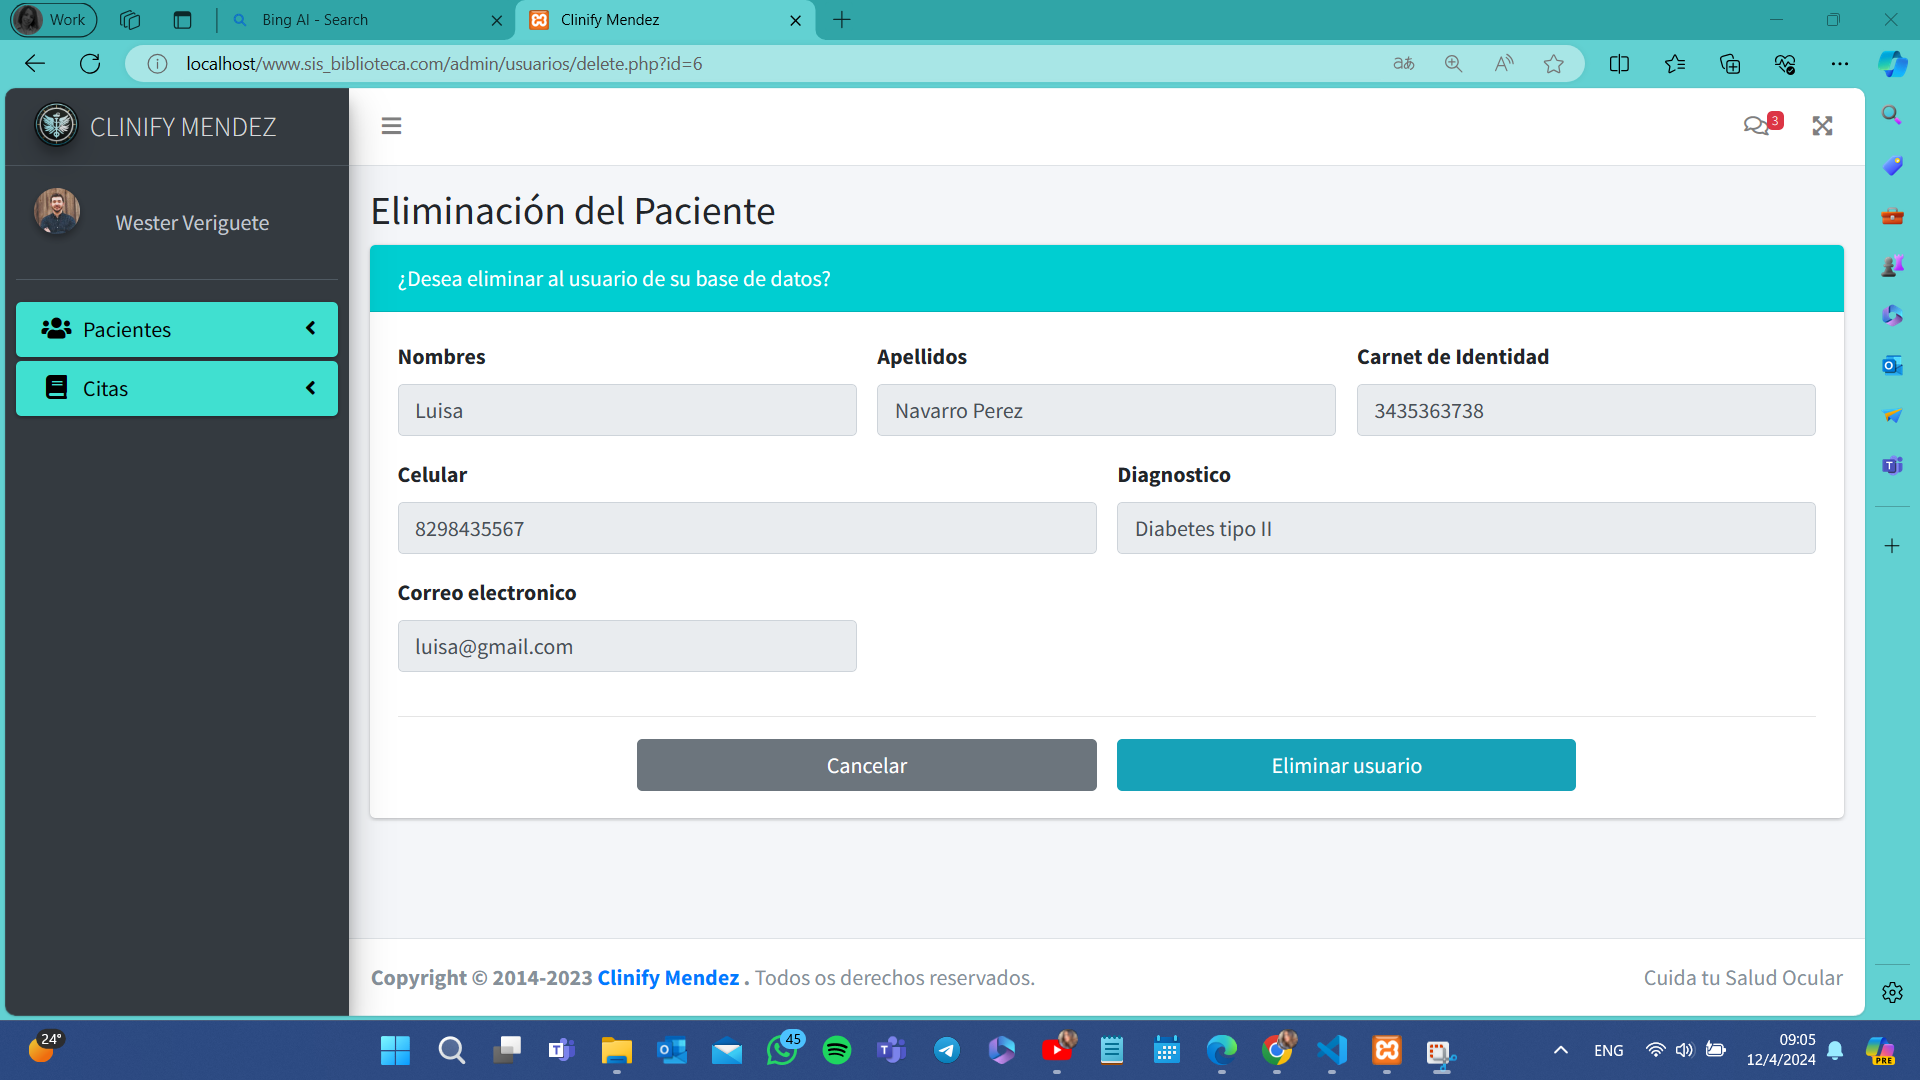 Work
Bing AI - Search
Clinify Mendez
localhost/www.sis_biblioteca.com/admin/usuarios/delete.php?id=6
CLINIFY MENDEZ
3
Wester Veriguete
Pacientes
Citas
Eliminación del Paciente
¿Desea eliminar al usuario de su base de datos?
Nombres
Apellidos
Carnet de Identidad
Luisa
Navarro Perez
3435363738
Celular
Diagnostico
8298435567
Diabetes tipo II
Correo electronico
luisa@gmail.com
Cancelar
Eliminar usuario
Copyright © 2014-2023 Clinify Mendez . Todos os derechos reservados.
Cuida tu Salud Ocular
24°
45
ENG
09:05
12/4/2024
PRE